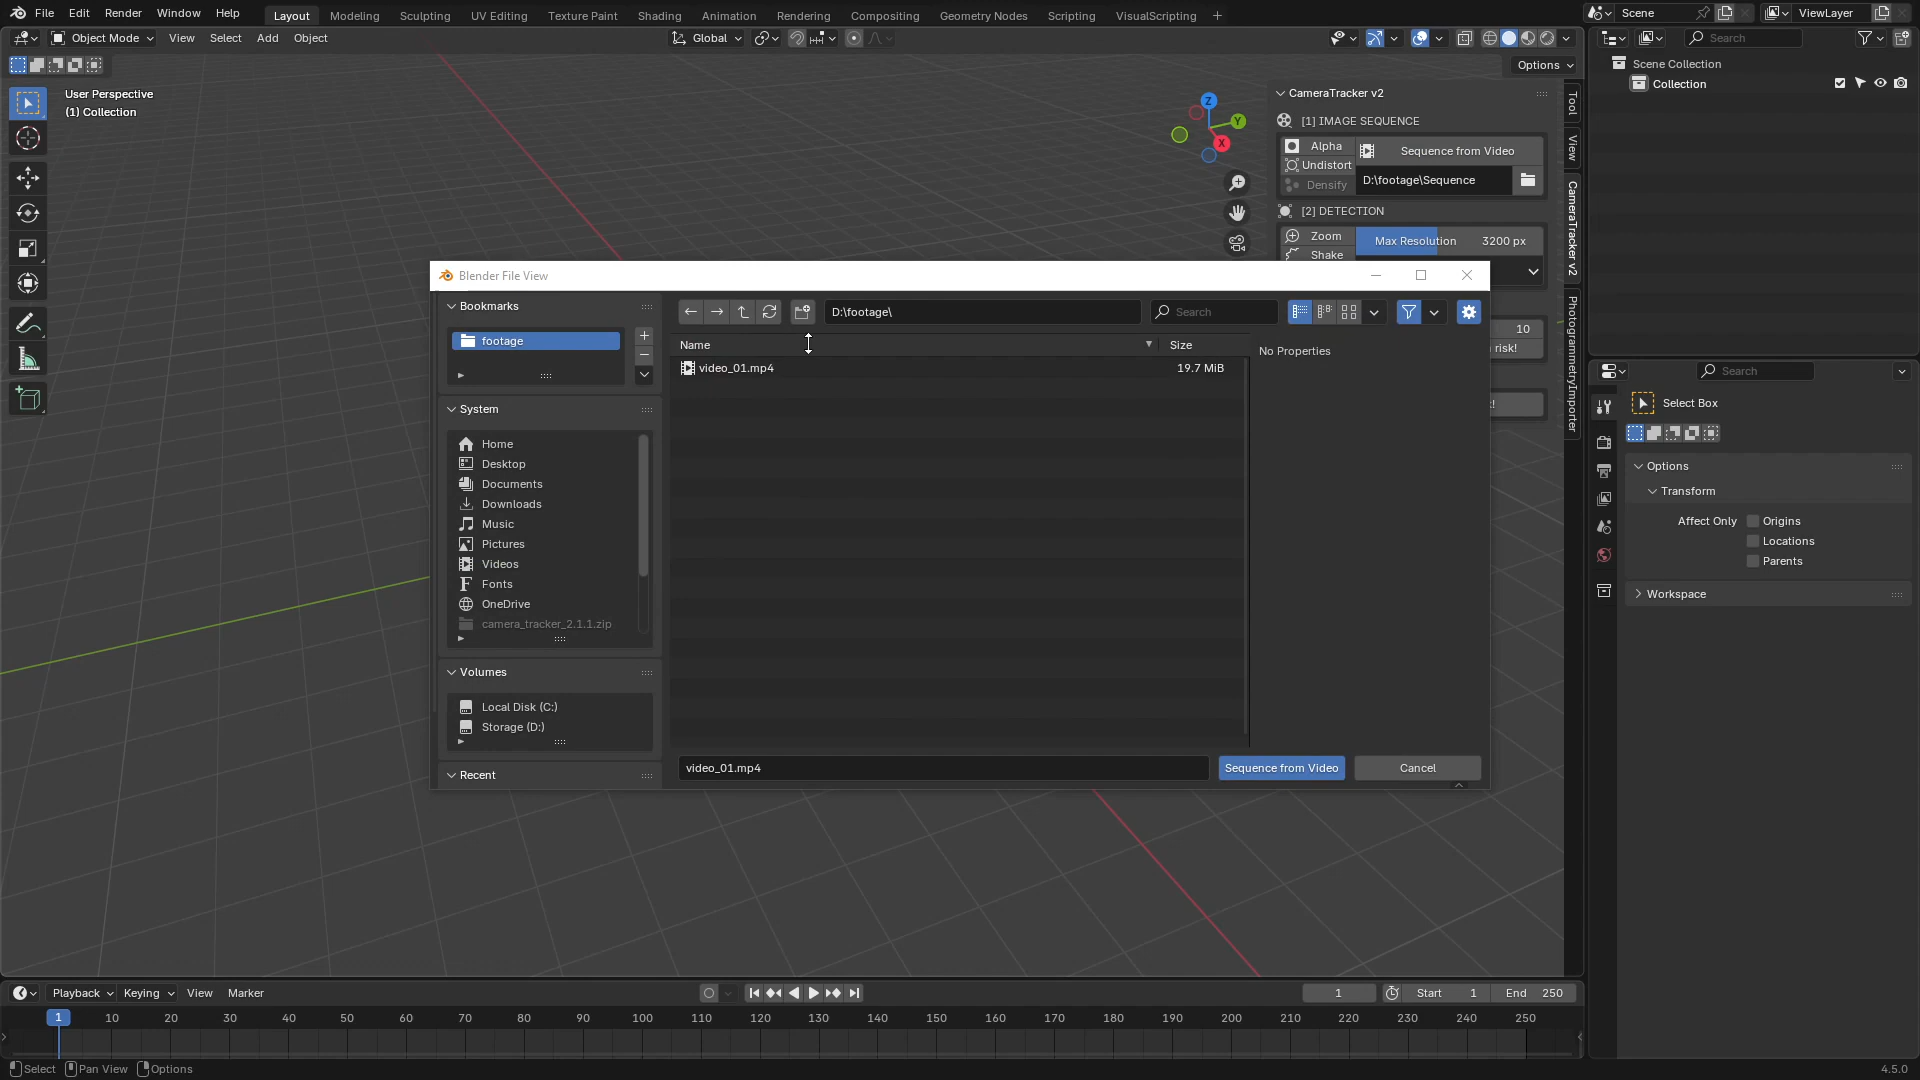 File Edit Render Window Help Layout Modeling Sculpting UV Editing Texture Paint Shading Animation Rendering Compositing Geometry Nodes Scripting VisualScripting + Scene ViewLayer
Object Mode View Select Add Object Global Search
Options
User Perspective
(1) Collection
Z
Y
X
CameraTracker v2
[1] IMAGE SEQUENCE
Alpha Sequence from Video
Undistort
Densify D:\footage\Sequence
[2] DETECTION
Zoom Max Resolution 3200 px
Shake
10
risk!
Tool
View
CameraTracker v2
PhotogrammetryImporter
Scene Collection
Collection
Blender File View
Bookmarks
footage
System
Home
Desktop
Documents
Downloads
Music
Pictures
Videos
Fonts
OneDrive
camera_tracker_2.1.1.zip
Volumes
Local Disk (C:)
Storage (D:)
Recent
D:\footage\ Search
Name Size
video_01.mp4 19.7 MiB
No Properties
video_01.mp4 Sequence from Video Cancel
Search
Select Box
Options
Transform
Affect Only Origins
Locations
Parents
Workspace
Playback Keying View Marker 1 Start 1 End 250
1 10 20 30 40 50 60 70 80 90 100 110 120 130 140 150 160 170 180 190 200 210 220 230 240 250
Select Pan View Options 4.5.0